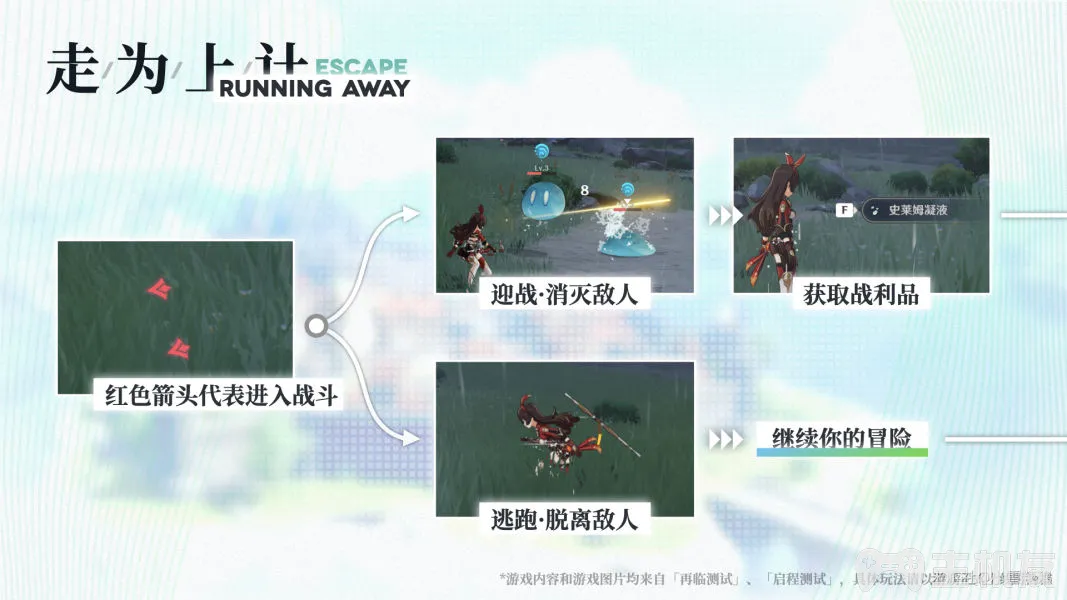 走/为/上/计
ESCAPE
RUNNING AWAY
红色箭头代表进入战斗
Lv.3
8
迎战·消灭敌人
F
史莱姆凝液
获取战利品
逃跑·脱离敌人
继续你的冒险
*游戏内容和游戏图片均来自「再临测试」、「启程测试」，具体玩法请以游戏
主机友